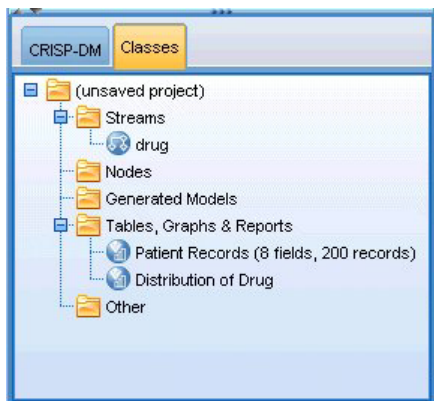 CRISP-DM Classes
(unsaved project)
Streams
drug
Nodes
Generated Models
Tables, Graphs & Reports
Patient Records (8 fields, 200 records)
Distribution of Drug
Other